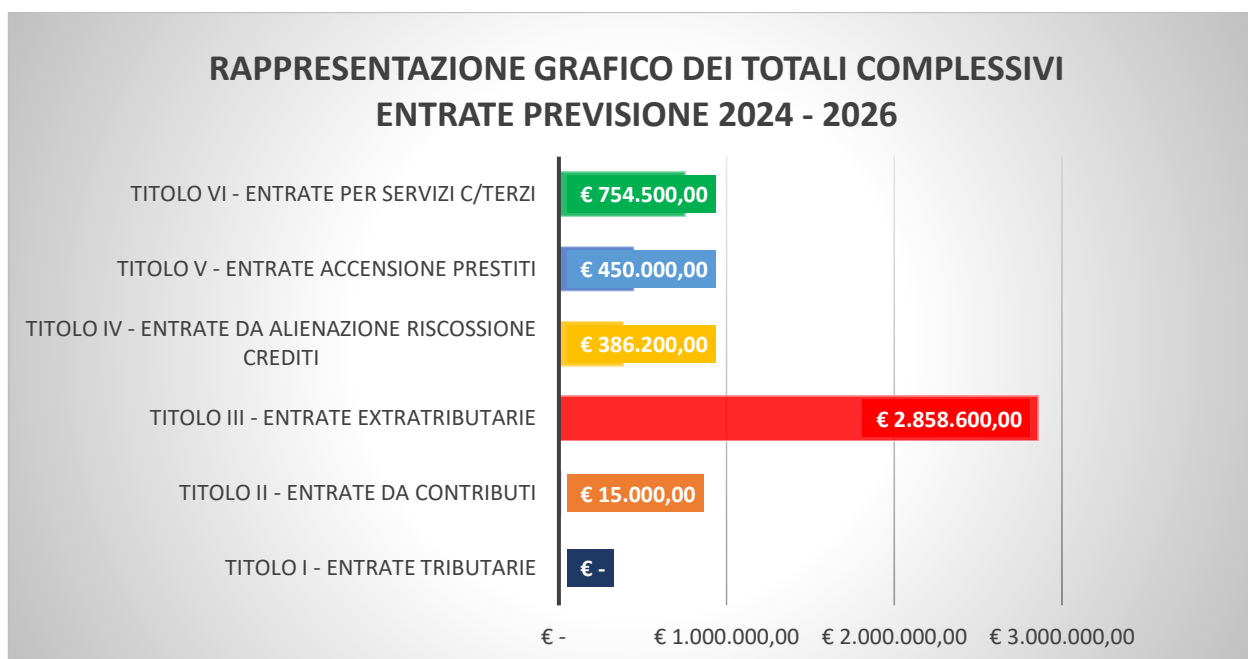 RAPPRESENTAZIONE GRAFICO DEI TOTALI COMPLESSIVI
ENTRATE PREVISIONE 2024 - 2026
TITOLO VI - ENTRATE PER SERVIZI C/TERZI
€ 754.500,00
TITOLO V - ENTRATE ACCENSIONE PRESTITI
€ 450.000,00
TITOLO IV - ENTRATE DA ALIENAZIONE RISCOSSIONE
CREDITI
€ 386.200,00
TITOLO III - ENTRATE EXTRATRIBUTARIE
€ 2.858.600,00
TITOLO II - ENTRATE DA CONTRIBUTI
€ 15.000,00
TITOLO I - ENTRATE TRIBUTARIE
€ -
€ - € 1.000.000,00 € 2.000.000,00 € 3.000.000,00